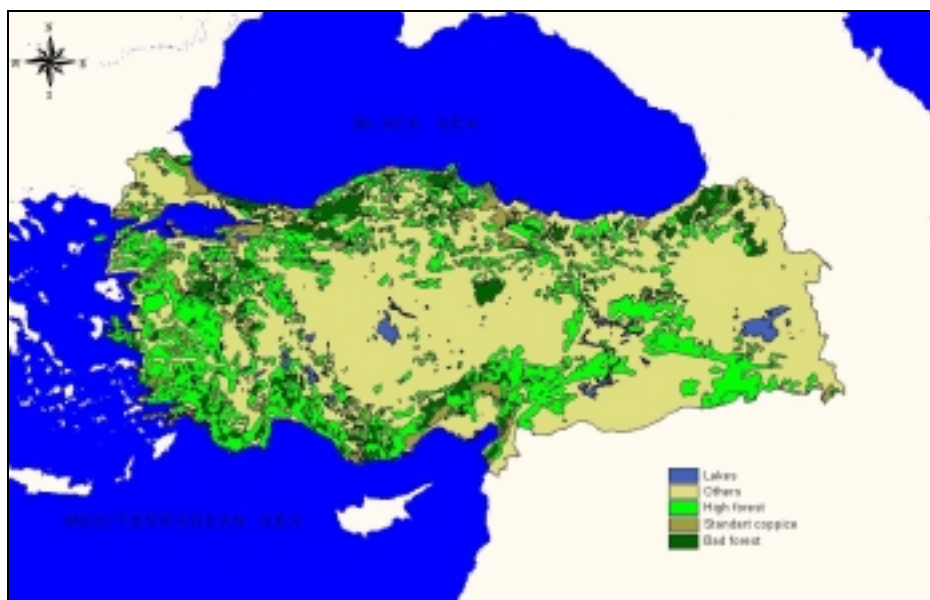 BLACK SEA
MEDITERRANEAN SEA
Lakes
Others
High forest
Standart coppice
Bad forest